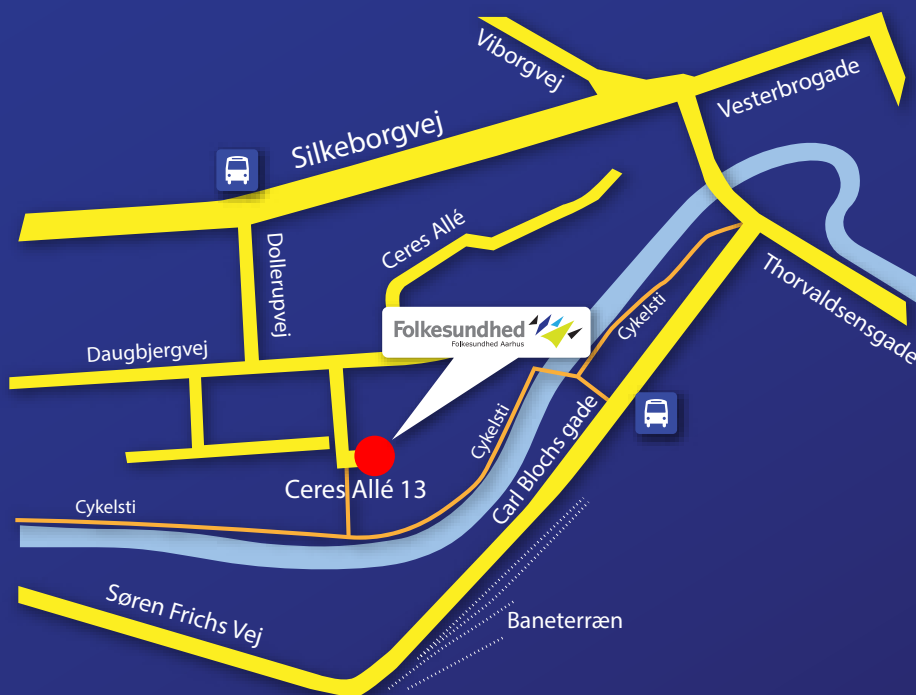 Viborgvej
Vesterbrogade
Silkeborgvej
Ceres Allé
Dollerupvej
Thorvaldsensgade
Folkesundhed
Folkesundhed Aarhus
Cykelsti
Daugbjergvej
Cykelsti
Carl Blochs gade
Ceres Allé 13
Cykelsti
Søren Frichs Vej
Baneterræn